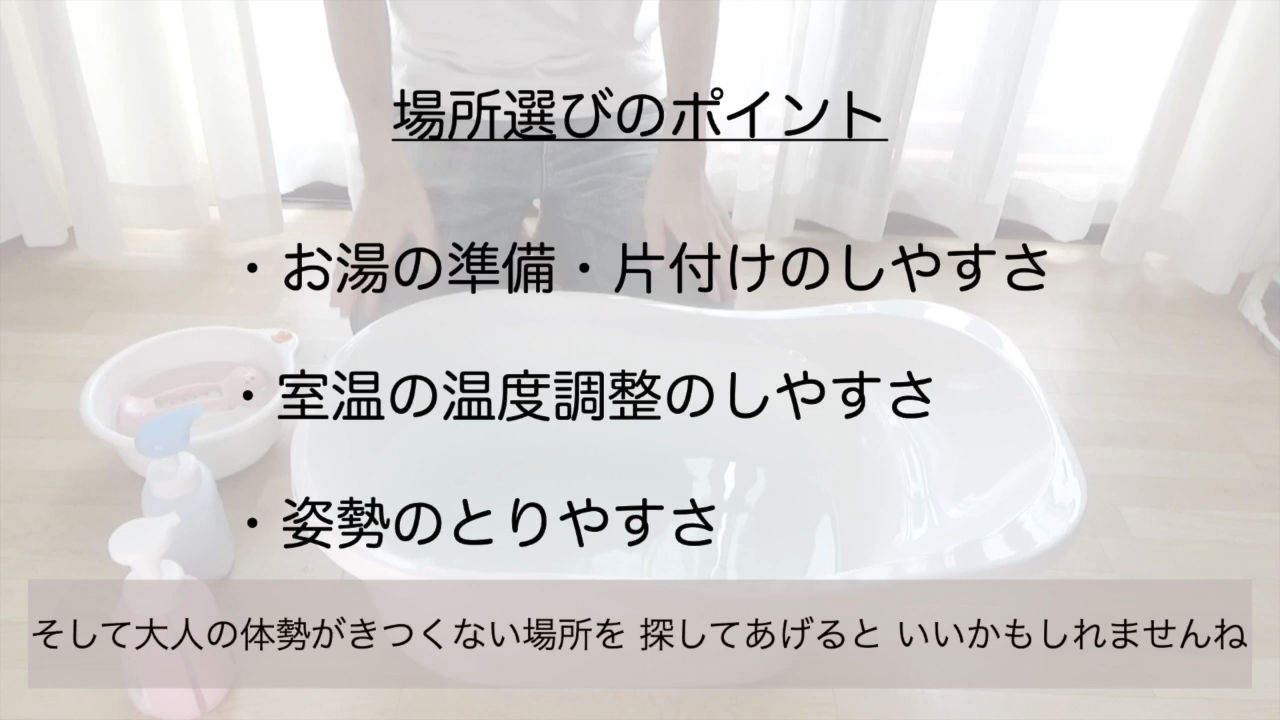 場所選びのポイント
・お湯の準備・片付けのしやすさ
・室温の温度調整のしやすさ
・姿勢のとりやすさ
そして大人の体勢がきつくない場所を 探してあげると いいかもしれませんね